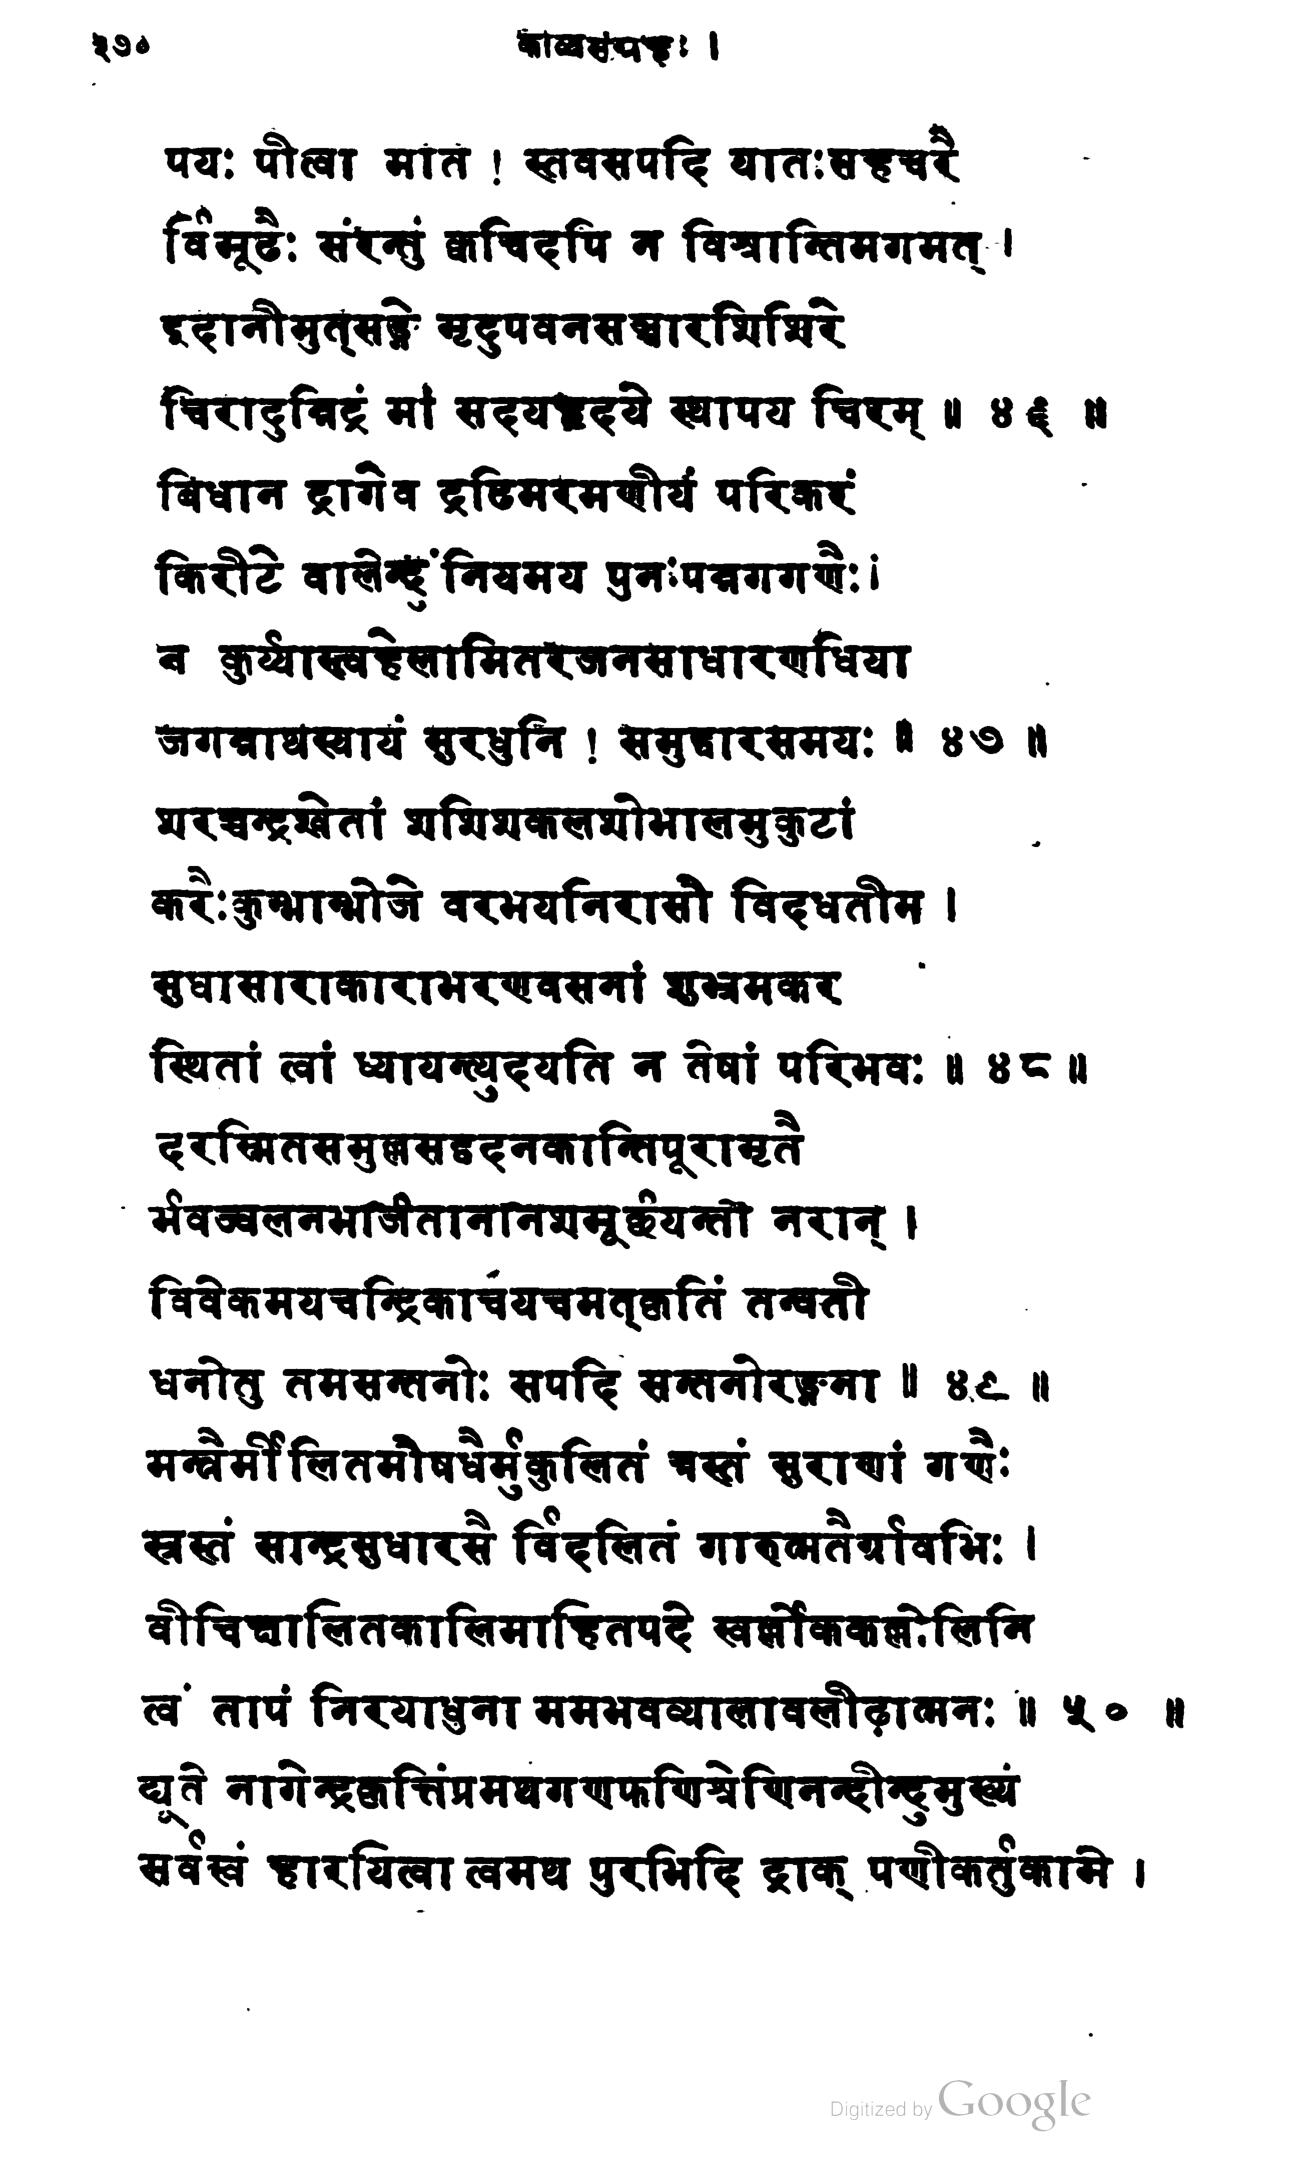 २७०
काव्यसंग्रहः ।
पयः पीत्वा मात ! स्तवसपदि यातःसहचरै
र्विमूढैः संरन्तुं क्वचिदपि न विश्रान्तिमगमत् ।
इदानीमुत्सङ्गे मृदुपवनसञ्चारशिशिरे
चिरादुन्निद्रं मां सदयहृदये स्थापय चिरम् ॥ ४६ ॥
बिधान द्रागेव द्रढिमरमणीयं परिकरं
किरीटे वालेन्दुं नियमय पुनःपन्नगगणैः ।
न कुर्य्यास्त्वहेलामितरजनसाधारणधिया
जगन्नाथस्यायं सुरधुनि ! समुद्वारसमयः ॥ ४७ ॥
शरच्चन्द्रश्वेतां शशिशकलशोभालमुकुटां
करैःकुम्भाम्भोजे वरभयनिरासौ विदधतीम ।
सुधासाराकाराभरणवसनां शुभ्रमकर
स्थितां त्वां ध्यायन्त्युदयति न तेषां परिभवः ॥ ४८ ॥
दरस्मितसमुल्लसद्वदनकान्तिपूरामृतै
र्भवज्वलनभर्जिताननिशमूर्ज्जयन्ती नरान् ।
विवेकमयचन्द्रिकाचयचमत्कृतिं तन्वती
धनोतु तमसन्तनोः सपदि सन्तनोरङ्गना ॥ ४९ ॥
मन्त्रैर्मीलितमौषधैर्मुकुलितं त्रस्तं सुराणां गणैः
स्रस्तं सान्द्रसुधारसै र्विदलितं गारुत्मतैर्ग्रावभिः ।
वीचिक्षालितकालिमाहितपदे स्वर्लोककल्लोलिनि
त्वं तापं निरयाधुना ममभवव्यालावलीढ़ात्मनः ॥ ५० ॥
द्यूते नागेन्द्रकृत्तिंप्रमथगणफणिश्रेणिनन्दीन्दुमुख्यं
सर्वस्वं हारयित्वा त्वमथ पुरभिदि द्राक् पणीकर्तुकामे ।
Digitized by Google